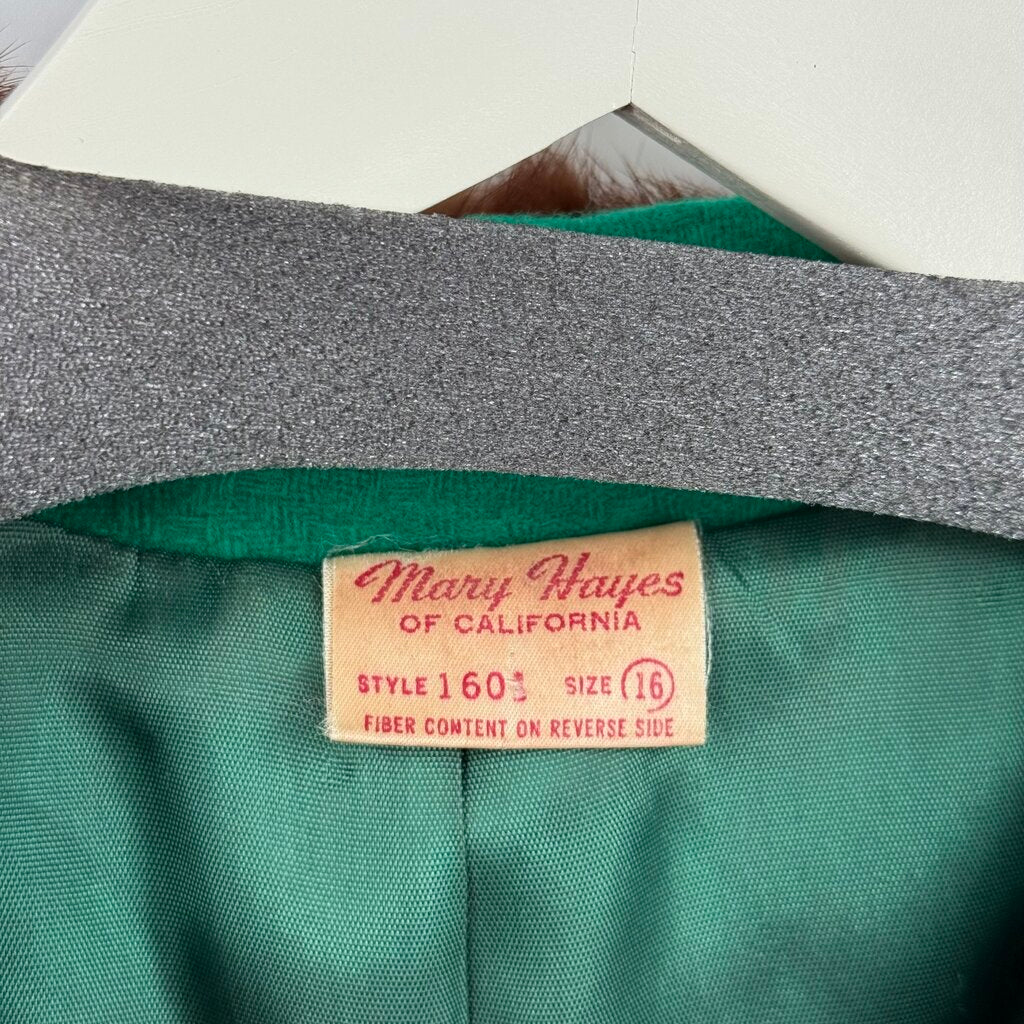 Mary Hayes
OF CALIFORNIA
STYLE 160 SIZE 16
FIBER CONTENT ON REVERSE SIDE